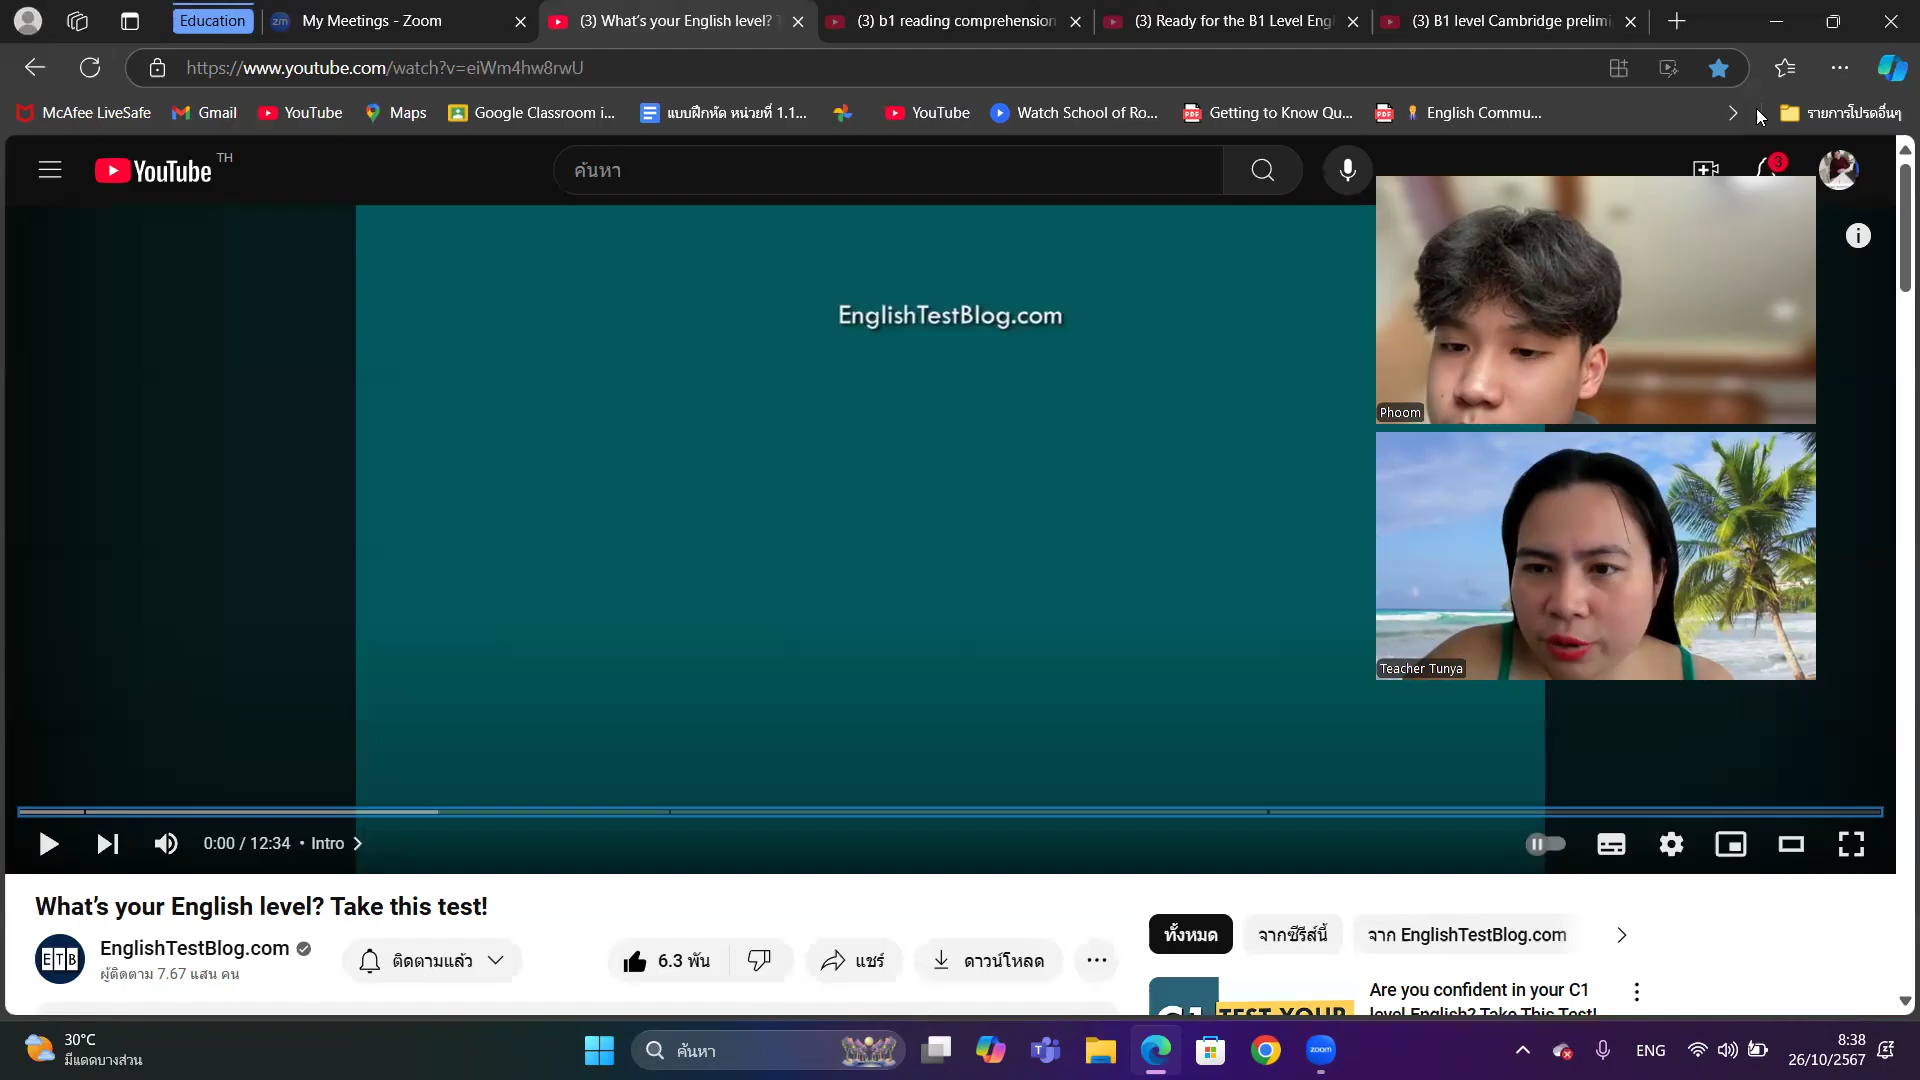 Education
My Meetings - Zoom
(3) What's your English level? T
(3) b1 reading comprehension
(3) Ready for the B1 Level Engl
(3) B1 level Cambridge prelimi
https://www.youtube.com/watch?v=eiWm4hw8rwU
McAfee LiveSafe
Gmail
YouTube
Maps
Google Classroom i...
แบบฝึกหัด หน่วยที่ 1.1...
YouTube
Watch School of Ro...
Getting to Know Qu...
English Commu...
รายการโปรดอื่นๆ
YouTube TH
ค้นหา
3
EnglishTestBlog.com
Phoom
Teacher Tunya
0:00 / 12:34 • Intro
What's your English level? Take this test!
ETB
EnglishTestBlog.com
ผู้ติดตาม 7.67 แสน คน
ติดตามแล้ว
6.3 พัน
แชร์
ดาวน์โหลด
ทั้งหมด
จากซีรีส์นี้
จาก EnglishTestBlog.com
C1
TEST YOUR
Are you confident in your C1
level English? Take This Test!
30°C
มีแดดบางส่วน
ค้นหา
zoom
ENG
8:38
26/10/2567